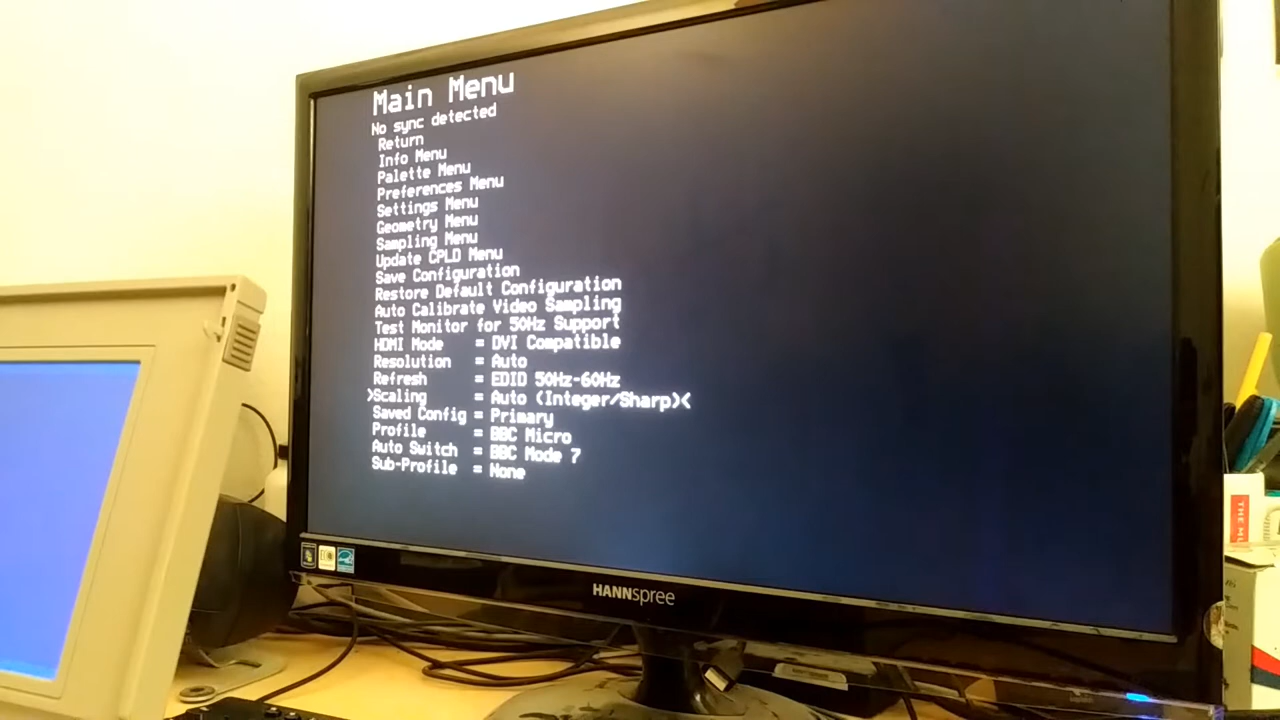 Main Menu
No sync detected
Return
Info Menu
Palette Menu
Preferences Menu
Settings Menu
Geometry Menu
Sampling Menu
Update CPLD Menu
Save Configuration
Restore Default Configuration
Auto Calibrate Video Sampling
Test Monitor for 50Hz Support
HDMI Mode = DVI Compatible
Resolution = Auto
Refresh = EDID 50Hz-60Hz
>Scaling = Auto (Integer/Sharp)<
Saved Config = Primary
Profile = BBC Micro
Auto Switch = BBC Mode 7
Sub-Profile = None
HANNspree